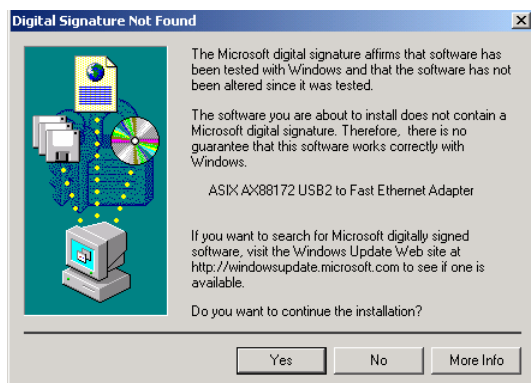 Digital Signature Not Found
The Microsoft digital signature affirms that software has
been tested with Windows and that the software has not
been altered since it was tested.
The software you are about to install does not contain a
Microsoft digital signature. Therefore, there is no
guarantee that this software works correctly with
Windows.
ASIX AX88172 USB2 to Fast Ethernet Adapter
If you want to search for Microsoft digitally signed
software, visit the Windows Update Web site at
http://windowsupdate.microsoft.com to see if one is
available.
Do you want to continue the installation?
Yes
No
More Info